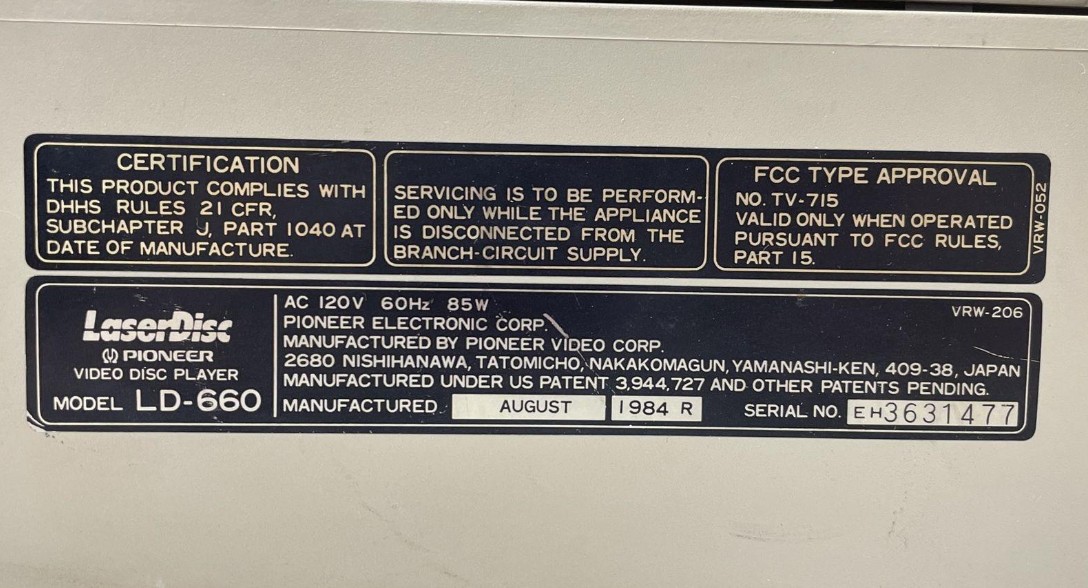 CERTIFICATION
THIS PRODUCT COMPLIES WITH
DHHS RULES 21 CFR,
SUBCHAPTER J, PART 1040 AT
DATE OF MANUFACTURE.
SERVICING IS TO BE PERFORM-
ED ONLY WHILE THE APPLIANCE
IS DISCONNECTED FROM THE
BRANCH-CIRCUIT SUPPLY.
FCC TYPE APPROVAL
NO. TV-715
VALID ONLY WHEN OPERATED
PURSUANT TO FCC RULES,
PART 15.
VRW-052
LaserDisc
PIONEER
VIDEO DISC PLAYER
MODEL LD-660
AC 120V 60Hz 85W
VRW-206
PIONEER ELECTRONIC CORP.
MANUFACTURED BY PIONEER VIDEO CORP.
2680 NISHIHANAWA, TATOMICHO, NAKAKOMAGUN, YAMANASHI-KEN, 409-38, JAPAN
MANUFACTURED UNDER US PATENT 3,944,727 AND OTHER PATENTS PENDING.
MANUFACTURED. AUGUST 1984 R SERIAL NO. EH3631477